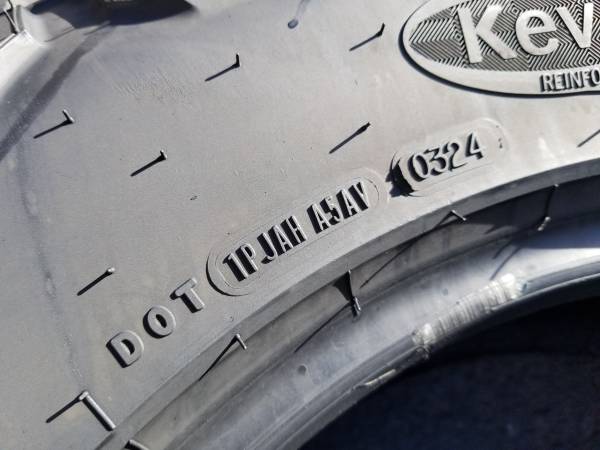 Kev
REINFO
DOT 1PJAH A5AV 0324